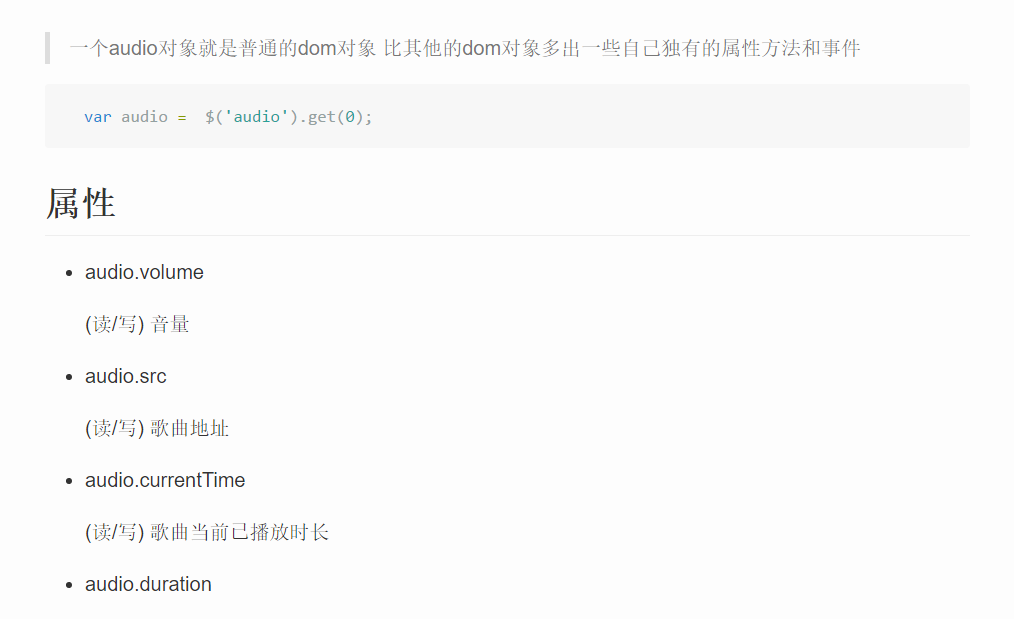 一个audio对象就是普通的dom对象 比其他的dom对象多出一些自己独有的属性方法和事件
var audio =  $('audio').get(0);
属性
audio.volume
(读/写) 音量
audio.src
(读/写) 歌曲地址
audio.currentTime
(读/写) 歌曲当前已播放时长
audio.duration